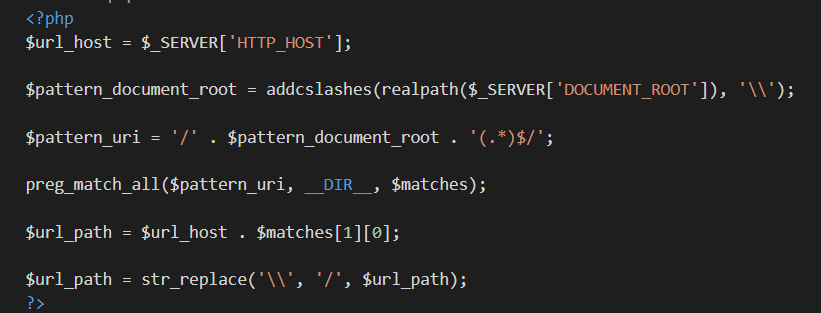 <?php
$url_host = $_SERVER['HTTP_HOST'];
$pattern_document_root = addcslashes(realpath($_SERVER['DOCUMENT_ROOT']), '\\');
$pattern_uri = '/' . $pattern_document_root . '(.*)$/';
preg_match_all($pattern_uri, __DIR__, $matches);
$url_path = $url_host . $matches[1][0];
$url_path = str_replace('\\', '/', $url_path);
?>